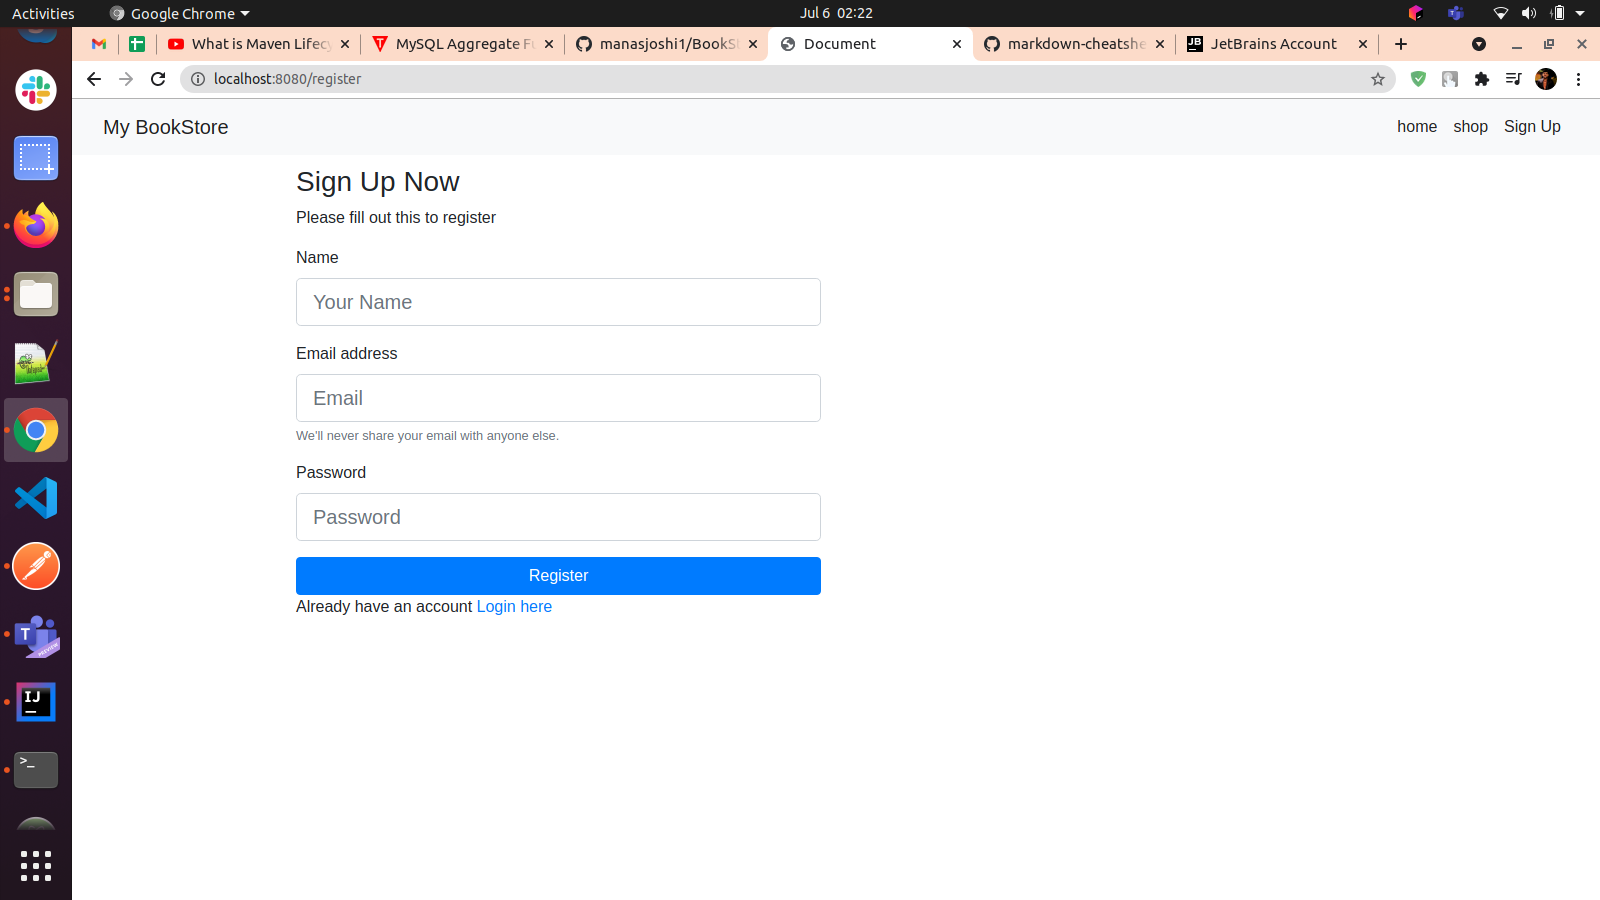 Activities
Google Chrome
Jul 6 02:22
What is Maven Lifecy
MySQL Aggregate Fu
manasjoshi1/BookSt
Document
markdown-cheatshe
JetBrains Account
localhost:8080/register
My BookStore
home
shop
Sign Up
Sign Up Now
Please fill out this to register
Name
Your Name
Email address
Email
We'll never share your email with anyone else.
Password
Password
Register
Already have an account Login here